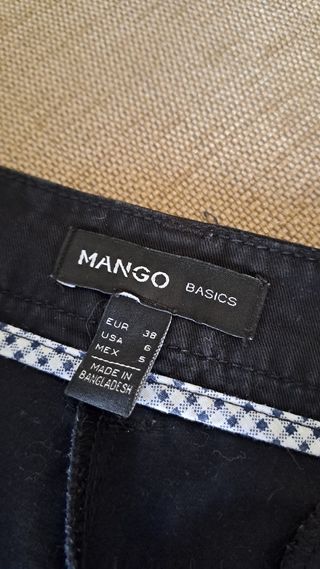 MANGO BASICS
EUR 38
USA 6
MEX 5
MADE IN
BANGLADESH